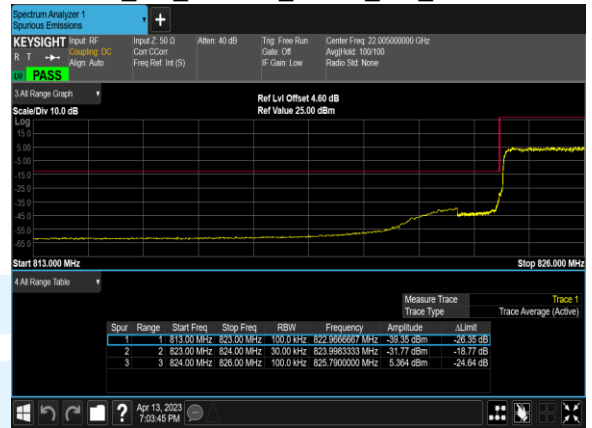 Spectrum Analyzer 1
Spurious Emissions
KEYSIGHT Input: RF Input Z: 50 Ω Atten: 40 dB Trig: Free Run Center Freq: 22.005000000 GHz
R T Coupling: DC Corr CCorr Gate: Off Avg|Hold: 100/100
Align: Auto Freq Ref: Int (S) IF Gain: Low Radio Std: None
PASS
3 All Range Graph
Ref Lvl Offset 4.60 dB
Scale/Div 10.0 dB Ref Value 25.00 dBm
Log
15.0
5.00
-5.00
-15.0
-25.0
-35.0
-45.0
-55.0
-65.0
Start 813.000 MHz Stop 826.000 MHz
4 All Range Table
Measure Trace Trace 1
Trace Type Trace Average (Active)
Spur Range Start Freq Stop Freq RBW Frequency Amplitude ΔLimit
1 1 813.00 MHz 823.00 MHz 100.0 kHz 822.9666667 MHz -39.35 dBm -26.35 dB
2 2 823.00 MHz 824.00 MHz 30.00 kHz 823.9983333 MHz -31.77 dBm -18.77 dB
3 3 824.00 MHz 826.00 MHz 100.0 kHz 825.7900000 MHz 5.364 dBm -24.64 dB
? Apr 13, 2023
7:03:45 PM